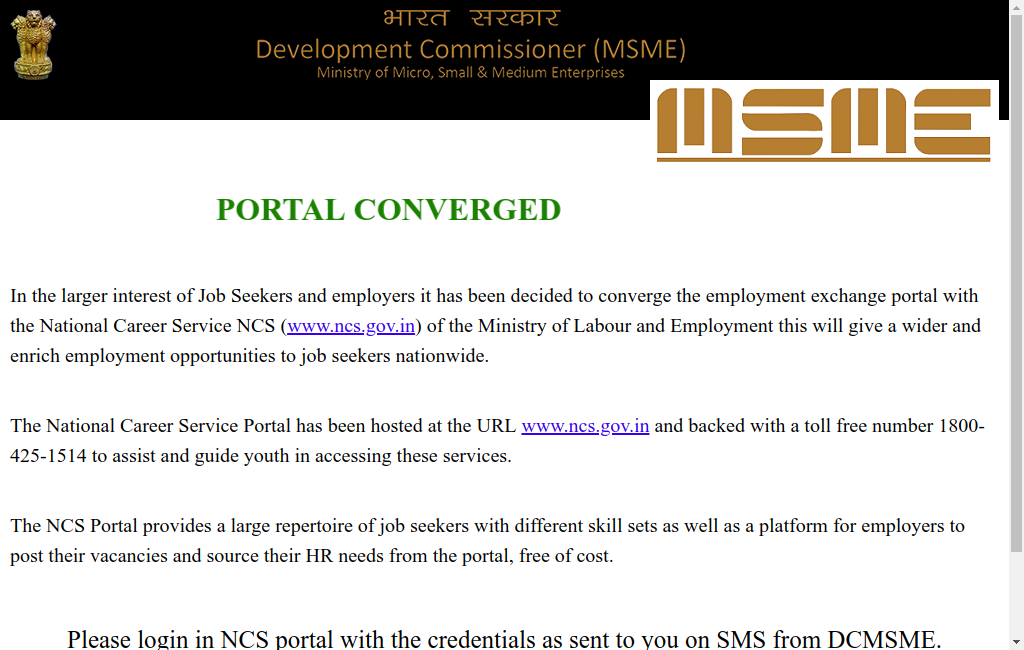 भारत सरकार
Development Commissioner (MSME)
Ministry of Micro, Small & Medium Enterprises
MSME
PORTAL CONVERGED
In the larger interest of Job Seekers and employers it has been decided to converge the employment exchange portal with
the National Career Service NCS (www.ncs.gov.in) of the Ministry of Labour and Employment this will give a wider and
enrich employment opportunities to job seekers nationwide.
The National Career Service Portal has been hosted at the URL www.ncs.gov.in and backed with a toll free number 1800-
425-1514 to assist and guide youth in accessing these services.
The NCS Portal provides a large repertoire of job seekers with different skill sets as well as a platform for employers to
post their vacancies and source their HR needs from the portal, free of cost.
Please login in NCS portal with the credentials as sent to you on SMS from DCMSME.